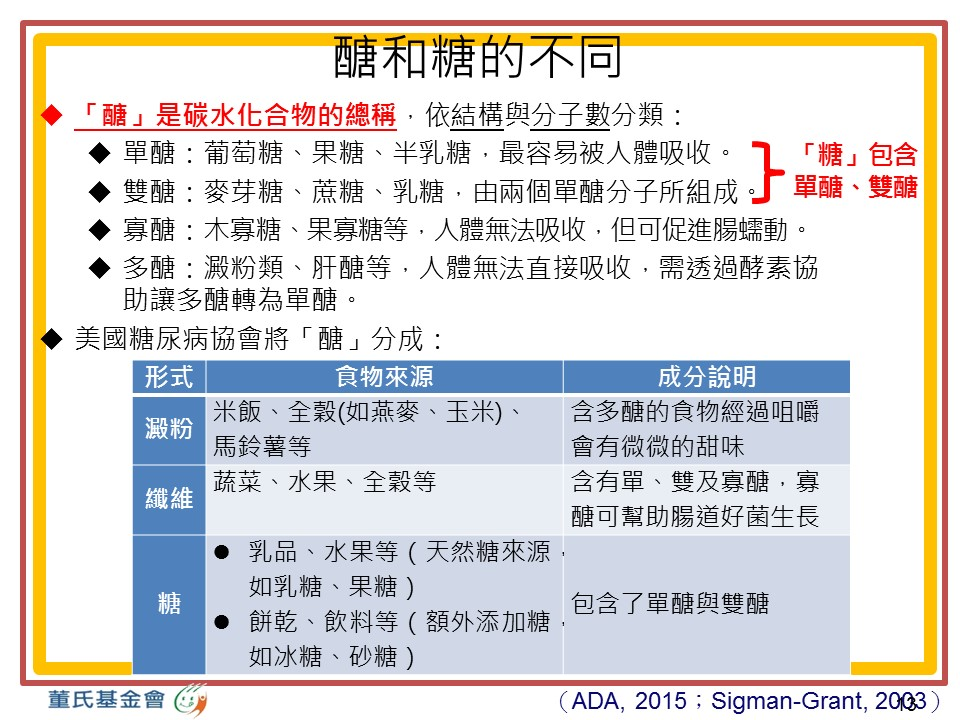 醣和糖的不同
◆ 「醣」是碳水化合物的總稱，依結構與分子數分類：
◆ 單醣：葡萄糖、果糖、半乳糖，最容易被人體吸收。
◆ 雙醣：麥芽糖、蔗糖、乳糖，由兩個單醣分子所組成。
「糖」包含
單醣、雙醣
◆ 寡醣：木寡糖、果寡糖等，人體無法吸收，但可促進腸蠕動。
◆ 多醣：澱粉類、肝醣等，人體無法直接吸收，需透過酵素協
助讓多醣轉為單醣。
◆ 美國糖尿病協會將「醣」分成：
形式 食物來源 成分說明
澱粉
米飯、全穀(如燕麥、玉米)、
馬鈴薯等
含多醣的食物經過咀嚼
會有微微的甜味
纖維
蔬菜、水果、全穀等
含有單、雙及寡醣，寡
醣可幫助腸道好菌生長
糖
● 乳品、水果等（天然糖來源，
如乳糖、果糖）
● 餅乾、飲料等（額外添加糖，
如冰糖、砂糖）
包含了單醣與雙醣
董氏基金會
（ADA, 2015；Sigman-Grant, 2003）
13